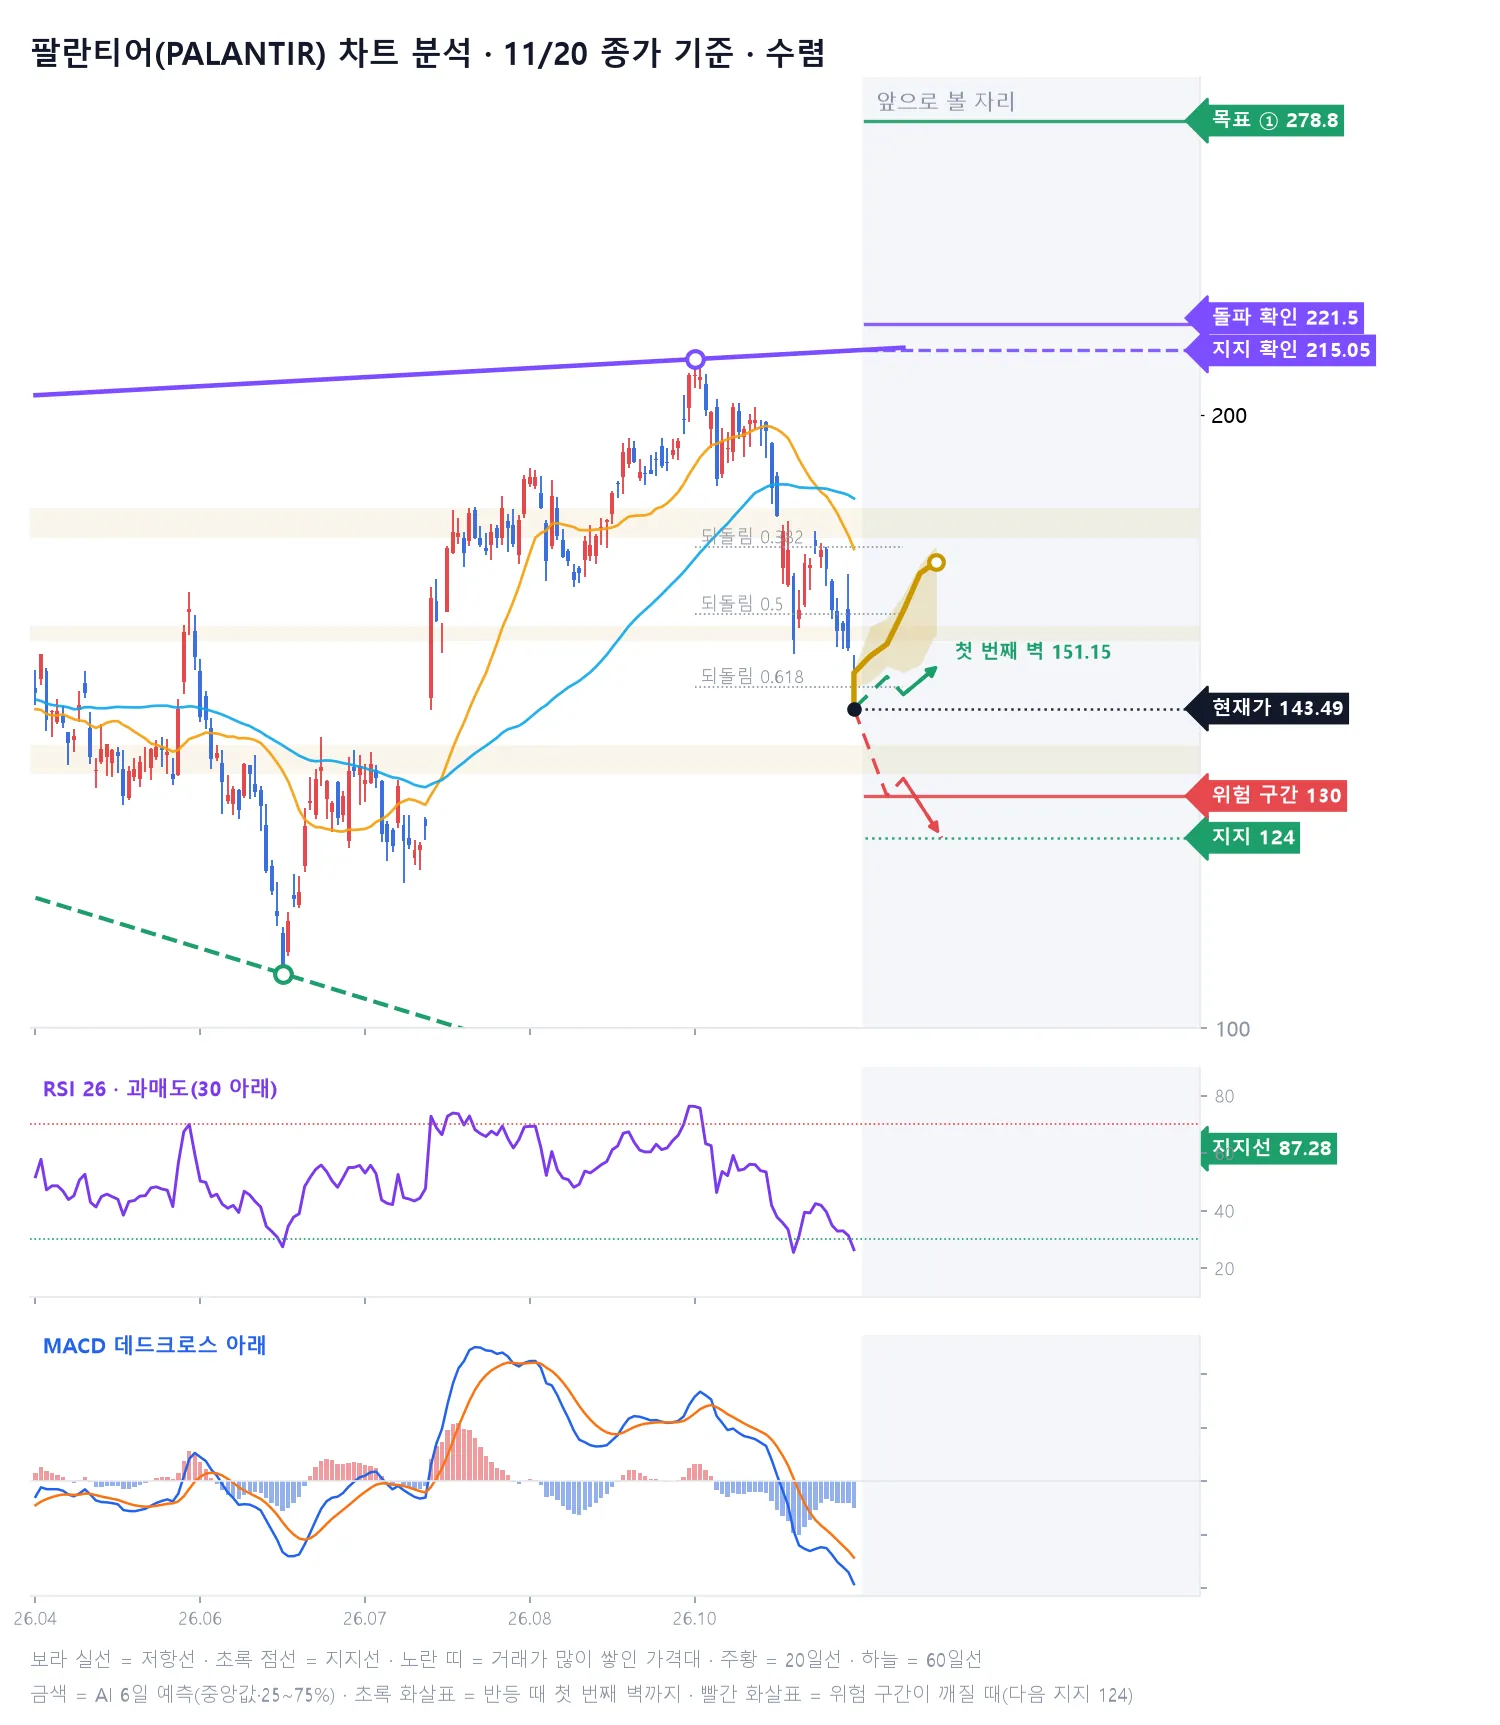 팔란티어(PALANTIR) 차트 분석 · 11/20 종가 기준 · 수렴
앞으로 볼 자리
목표 ① 278.8
돌파 확인 221.5
지지 확인 215.05
200
되돌림 0.382
되돌림 0.5
첫 번째 벽 151.15
되돌림 0.618
현재가 143.49
위험 구간 130
지지 124
100
RSI 26 · 과매도(30 아래)
80
지지선 87.28
60
40
20
MACD 데드크로스 아래
26.04 26.06 26.07 26.08 26.10
보라 실선 = 저항선 · 초록 점선 = 지지선 · 노란 띠 = 거래가 많이 쌓인 가격대 · 주황 = 20일선 · 하늘 = 60일선
금색 = AI 6일 예측(중앙값·25~75%) · 초록 화살표 = 반등 때 첫 번째 벽까지 · 빨간 화살표 = 위험 구간이 깨질 때(다음 지지 124)